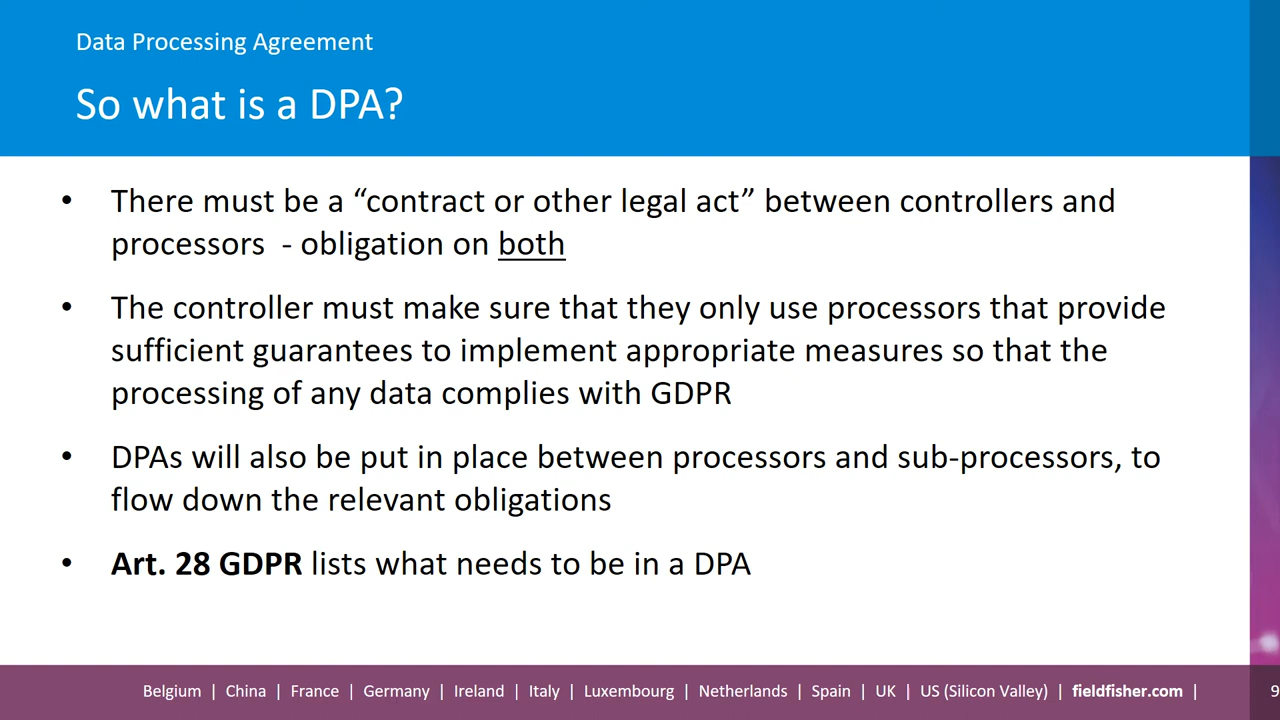 Data Processing Agreement
So what is a DPA?
• There must be a “contract or other legal act” between controllers and
processors  - obligation on both
• The controller must make sure that they only use processors that provide
sufficient guarantees to implement appropriate measures so that the
processing of any data complies with GDPR
• DPAs will also be put in place between processors and sub-processors, to
flow down the relevant obligations
• Art. 28 GDPR lists what needs to be in a DPA
Belgium | China | France | Germany | Ireland | Italy | Luxembourg | Netherlands | Spain | UK | US (Silicon Valley) | fieldfisher.com | 9